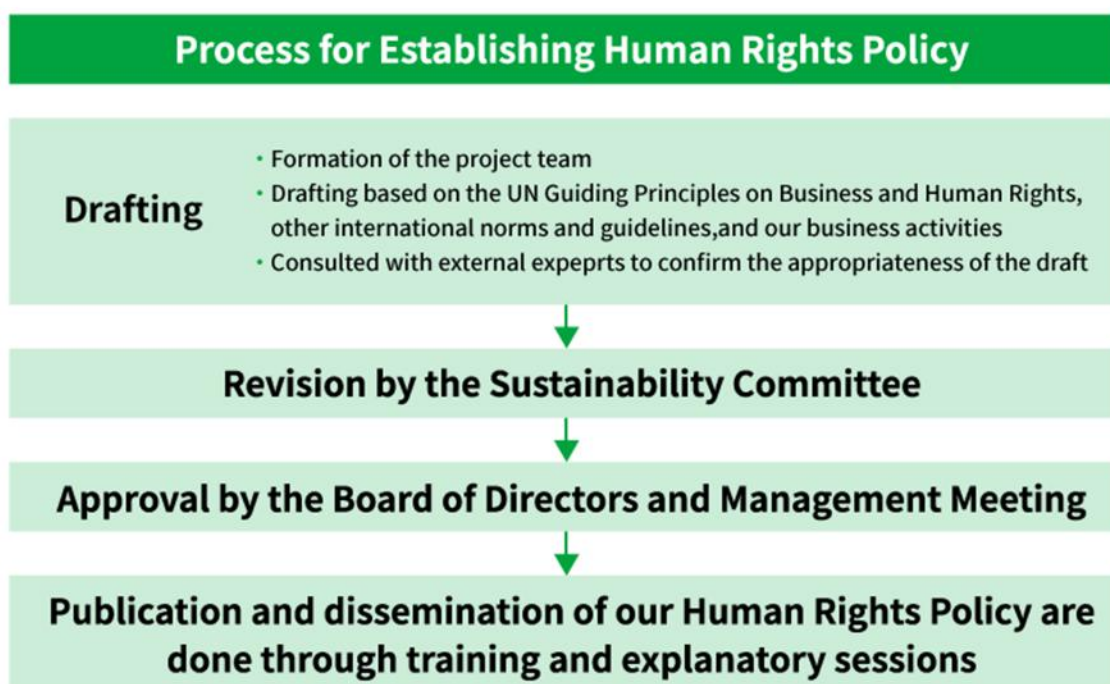 Process for Establishing Human Rights Policy
Drafting
・Formation of the project team
・Drafting based on the UN Guiding Principles on Business and Human Rights,
other international norms and guidelines,and our business activities
・Consulted with external expeprts to confirm the appropriateness of the draft
Revision by the Sustainability Committee
Approval by the Board of Directors and Management Meeting
Publication and dissemination of our Human Rights Policy are
done through training and explanatory sessions